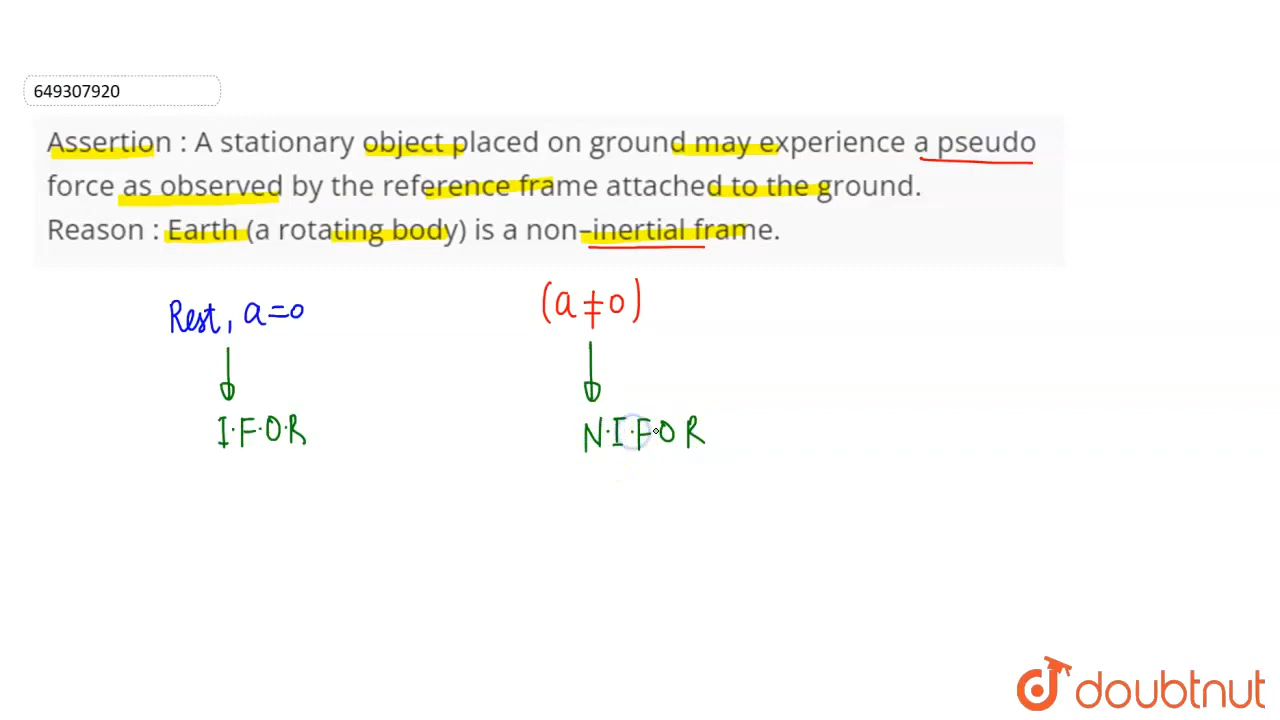 649307920
Assertion : A stationary object placed on ground may experience a pseudo
force as observed by the reference frame attached to the ground.
Reason : Earth (a rotating body) is a non–inertial frame.
Rest, a=0
(a≠0)
I.F.O.R
N.I.F.O R
doubtnut